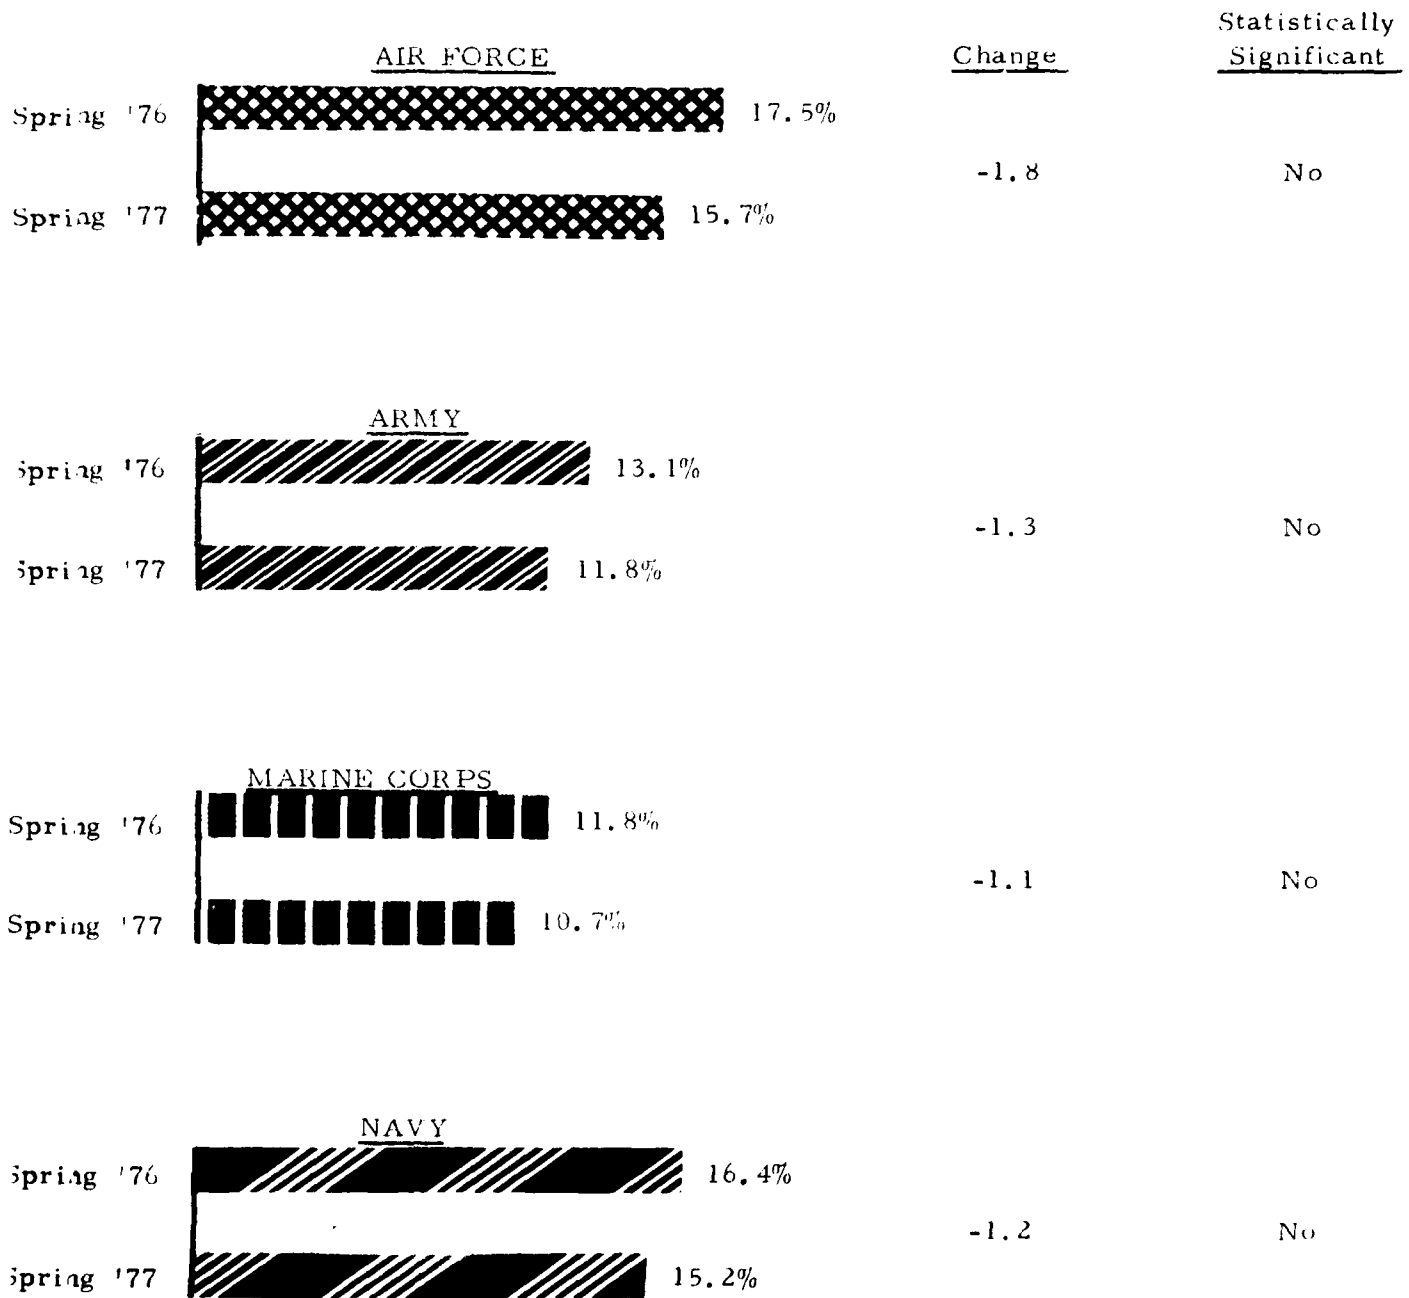 Statistically
AIR FORCE Change Significant
Spring '76 17.5%
-1.8 No
Spring '77 15.7%
ARMY
Spring '76 13.1%
-1.3 No
Spring '77 11.8%
MARINE CORPS
Spring '76 11.8%
-1.1 No
Spring '77 10.7%
NAVY
Spring '76 16.4%
-1.2 No
Spring '77 15.2%